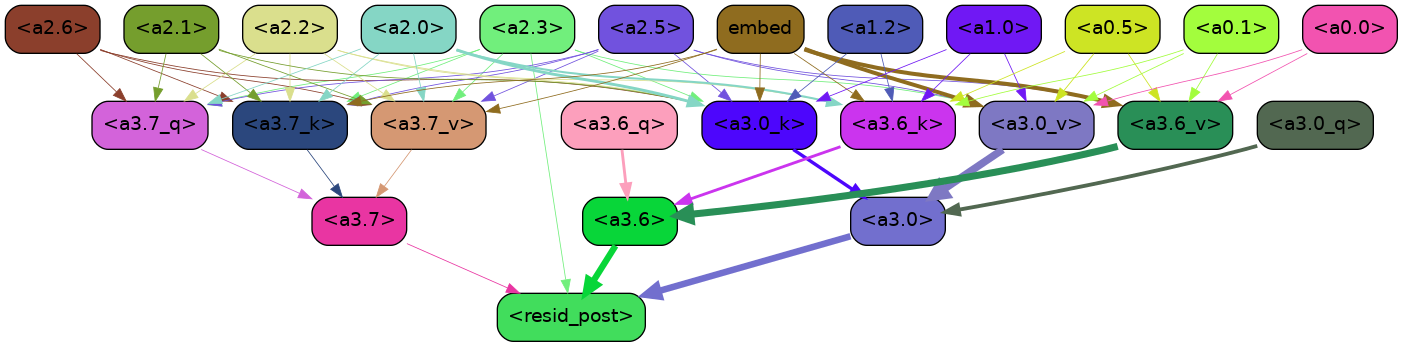 <a2.6> <a2.1> <a2.2> <a2.0> <a2.3> <a2.5> embed <a1.2> <a1.0> <a0.5> <a0.1> <a0.0>
<a3.7_q> <a3.7_k> <a3.7_v> <a3.6_q> <a3.0_k> <a3.6_k> <a3.0_v> <a3.6_v> <a3.0_q>
<a3.7> <a3.6> <a3.0>
<resid_post>